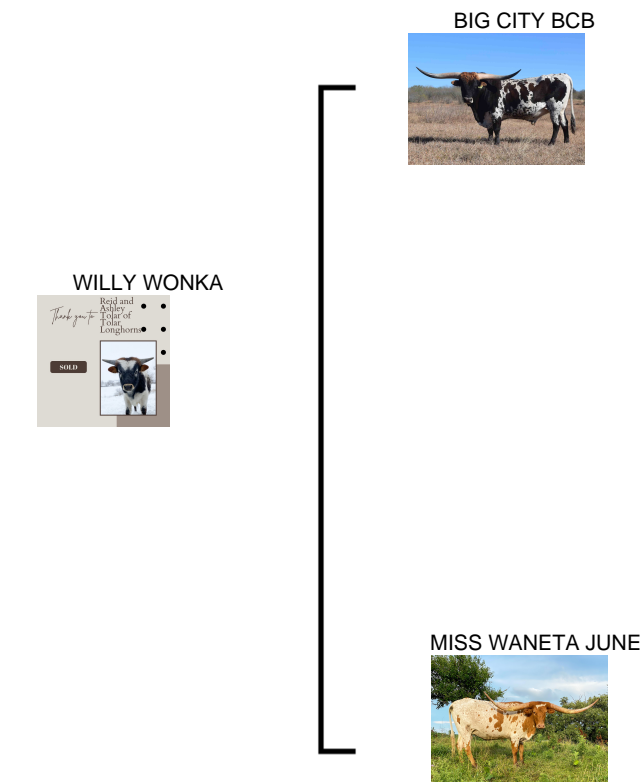 BIG CITY BCB
WILLY WONKA
Thank you to
Reid and
Ashley
Tolar of
Tolar
Longhorns
SOLD
MISS WANETA JUNE